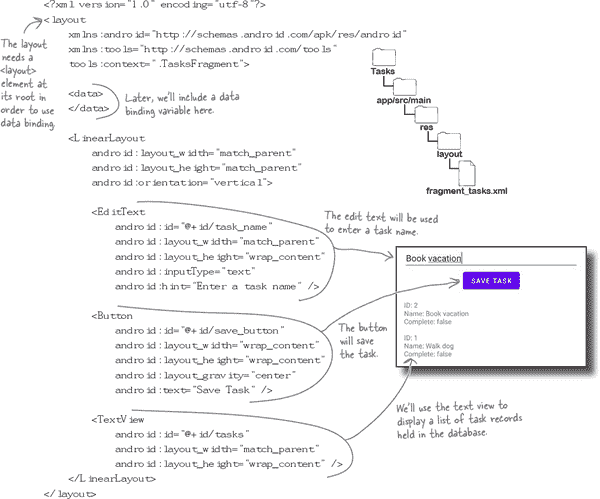 <?xml version="1.0" encoding="utf-8"?>
<layout
xmlns:android="http://schemas.android.com/apk/res/android"
xmlns:tools="http://schemas.android.com/tools"
tools:context=".TasksFragment">
The layout
needs a
<layout>
element at
its root in
order to use
data binding.
<data>
</data>
Later, we'll include a data
binding variable here.
Tasks
app/src/main
res
layout
fragment_tasks.xml
<LinearLayout
android:layout_width="match_parent"
android:layout_height="match_parent"
android:orientation="vertical">
<EditText
android:id="@+id/task_name"
android:layout_width="match_parent"
android:layout_height="wrap_content"
android:inputType="text"
android:hint="Enter a task name" />
The edit text will be used
to enter a task name.
Book vacation
SAVE TASK
ID: 2
Name: Book vacation
Complete: false
ID: 1
Name: Walk dog
Complete: false
<Button
android:id="@+id/save_button"
android:layout_width="wrap_content"
android:layout_height="wrap_content"
android:layout_gravity="center"
android:text="Save Task" />
The button
will save
the task.
<TextView
android:id="@+id/tasks"
android:layout_width="match_parent"
android:layout_height="wrap_content" />
We'll use the text view to
display a list of task records
held in the database.
</LinearLayout>
</layout>